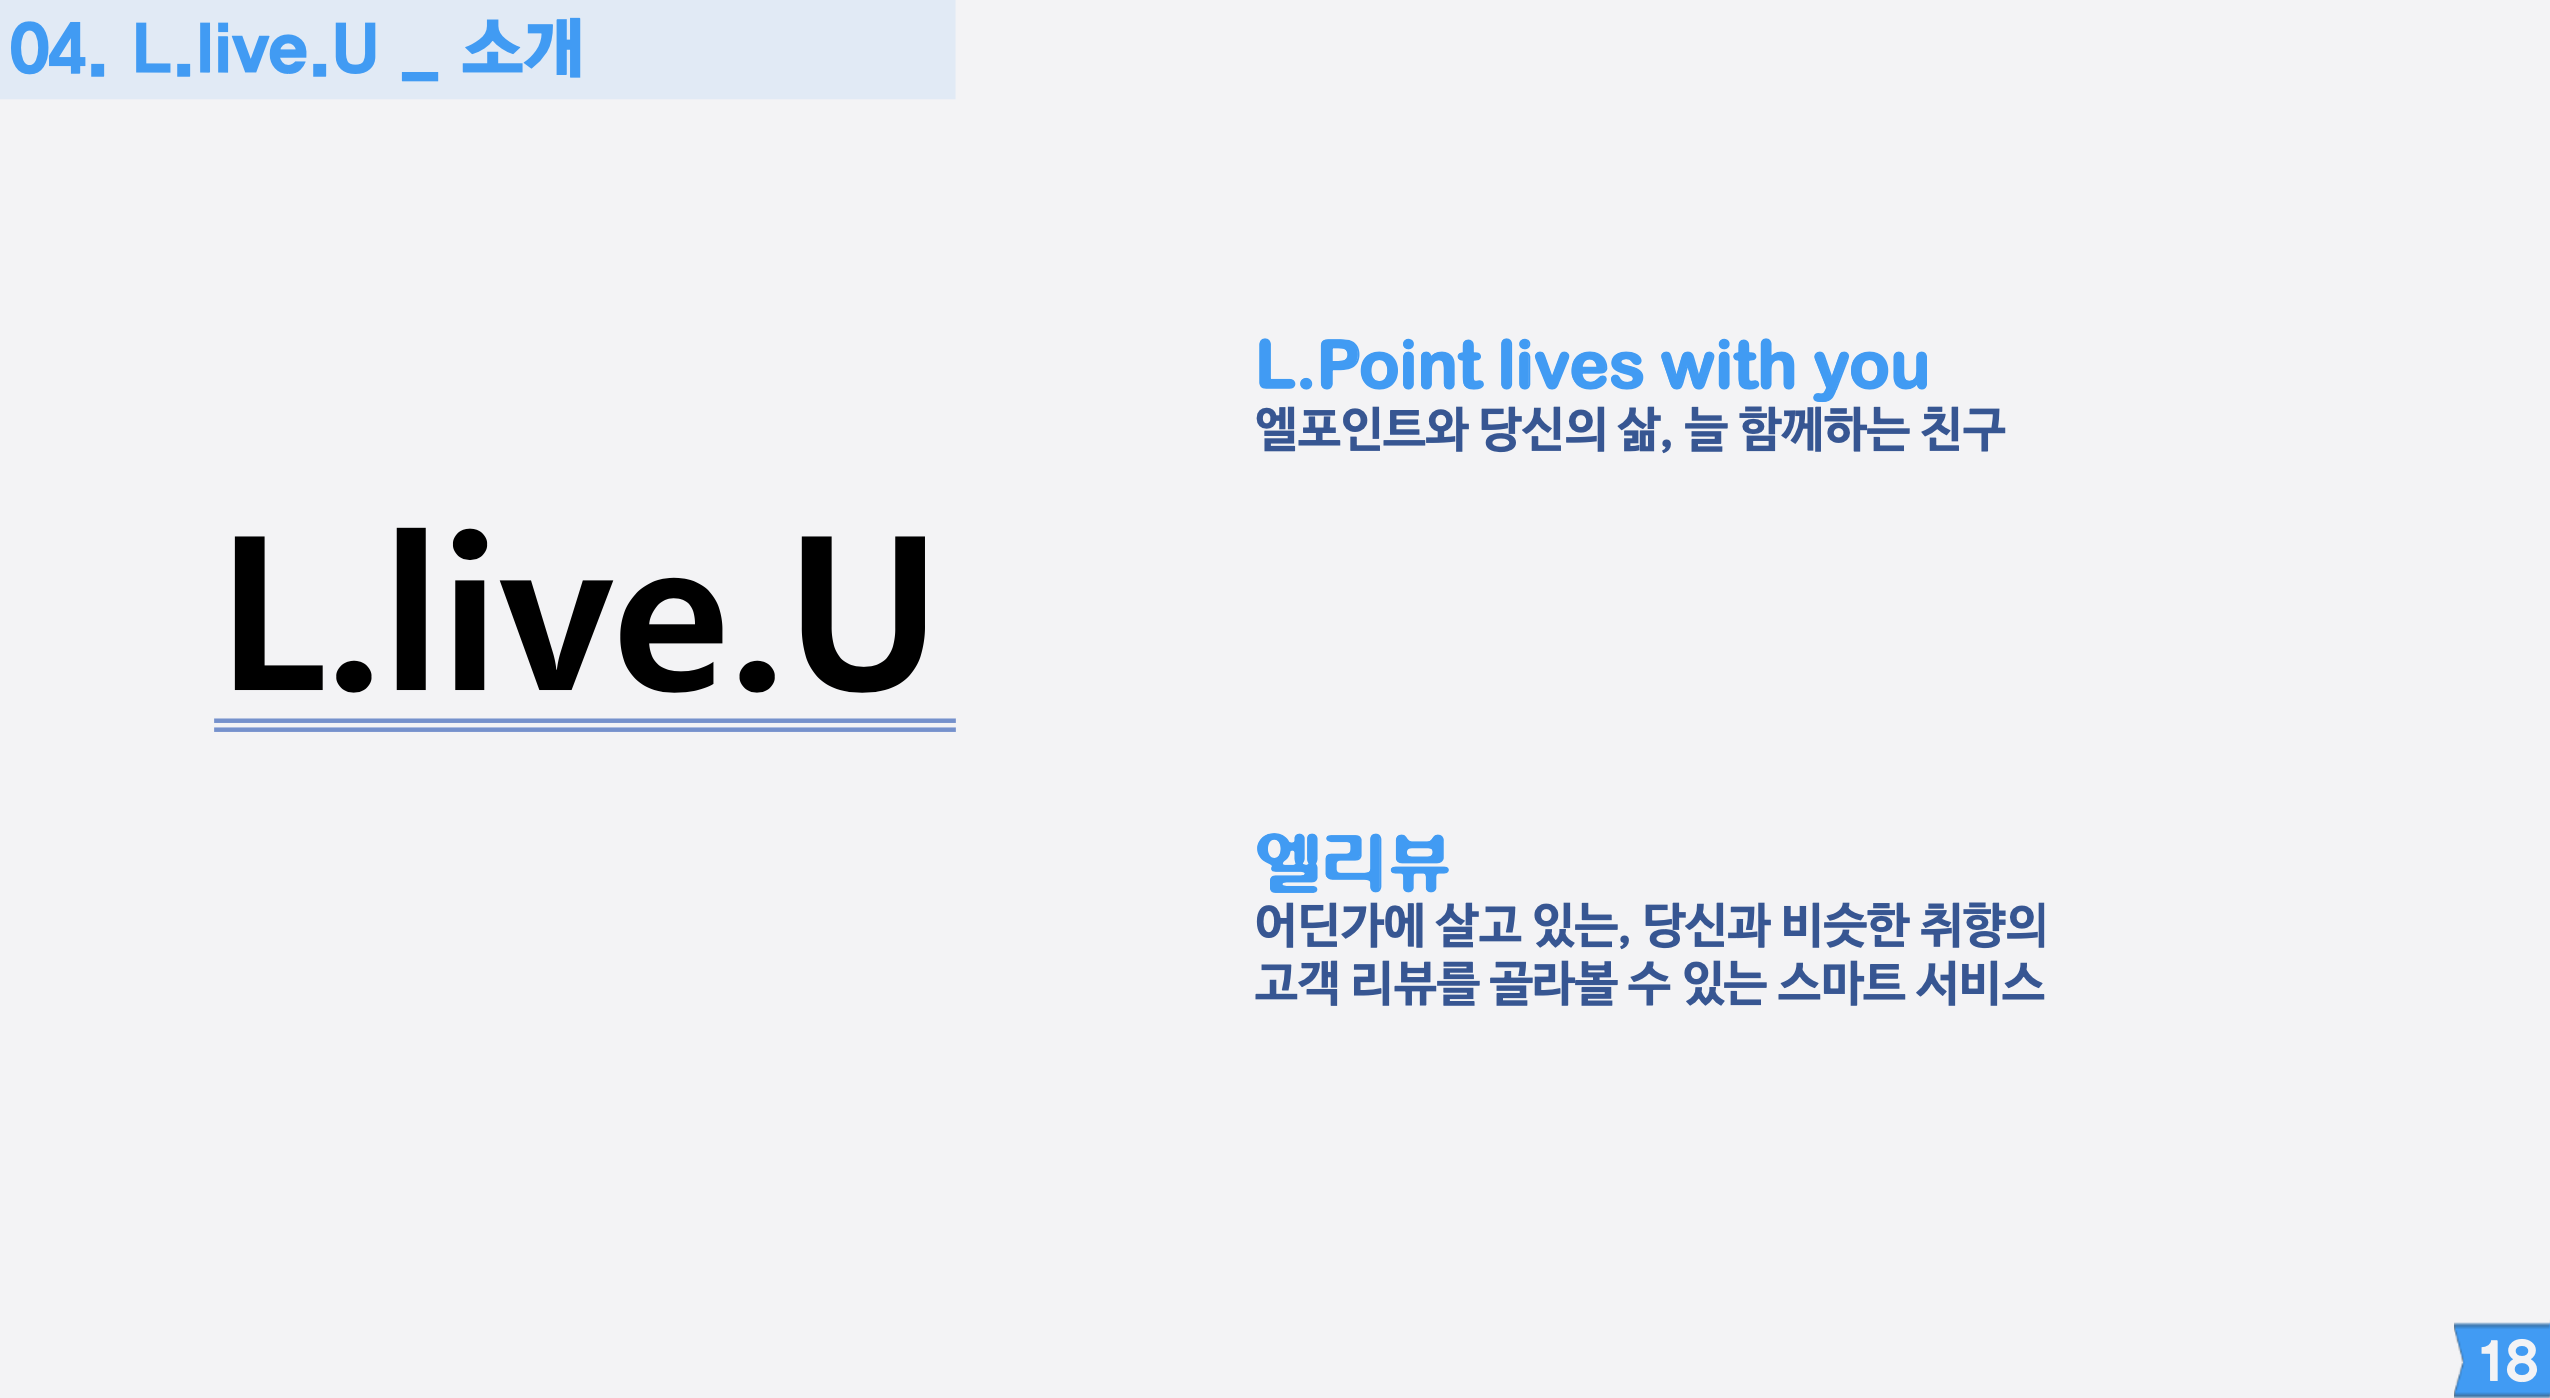 04. L.live.U _ 소개
L.live.U
L.Point lives with you
엘포인트와 당신의 삶, 늘 함께하는 친구
엘리뷰
어딘가에 살고 있는, 당신과 비슷한 취향의
고객 리뷰를 골라볼 수 있는 스마트 서비스
18